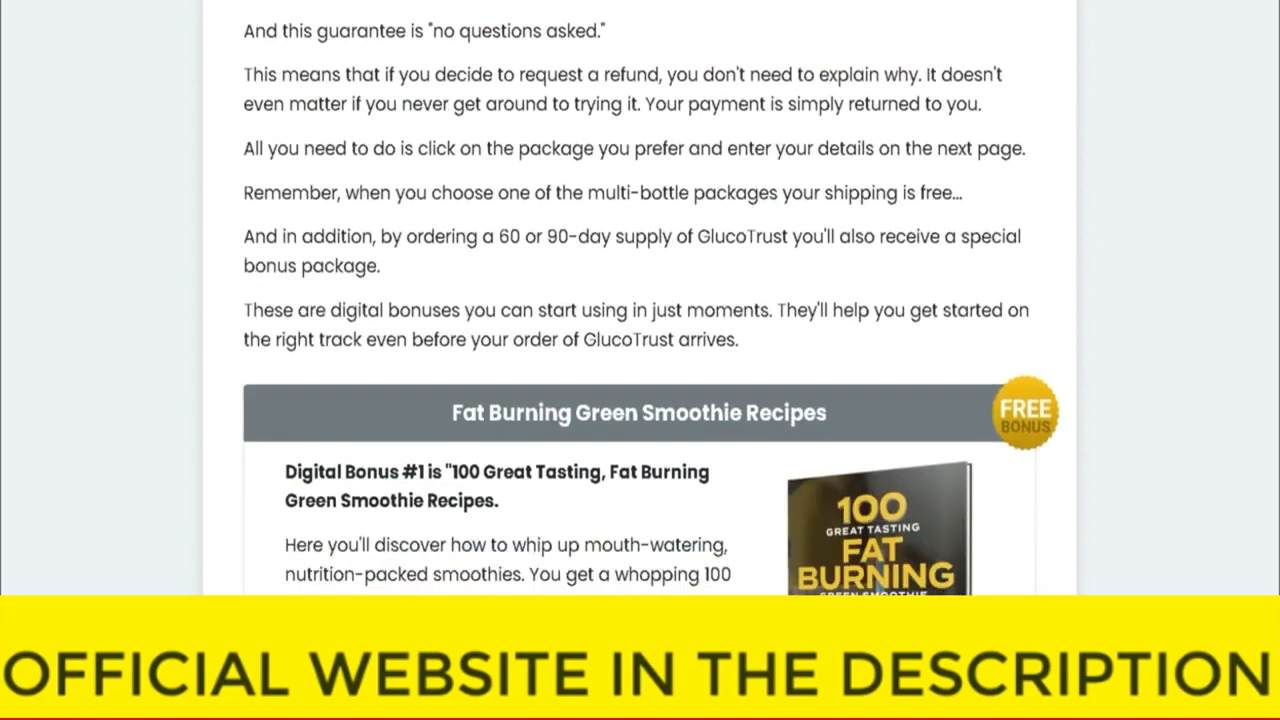 And this guarantee is "no questions asked."
This means that if you decide to request a refund, you don't need to explain why. It doesn't
even matter if you never get around to trying it. Your payment is simply returned to you.
All you need to do is click on the package you prefer and enter your details on the next page.
Remember, when you choose one of the multi-bottle packages your shipping is free...
And in addition, by ordering a 60 or 90-day supply of GlucoTrust you'll also receive a special
bonus package.
These are digital bonuses you can start using in just moments. They'll help you get started on
the right track even before your order of GlucoTrust arrives.
Fat Burning Green Smoothie Recipes
FREE
BONUS
Digital Bonus #1 is "100 Great Tasting, Fat Burning
Green Smoothie Recipes.
Here you'll discover how to whip up mouth-watering,
nutrition-packed smoothies. You get a whopping 100
100
GREAT TASTING
FAT
BURNING
GREEN SMOOTHIE
OFFICIAL WEBSITE IN THE DESCRIPTION